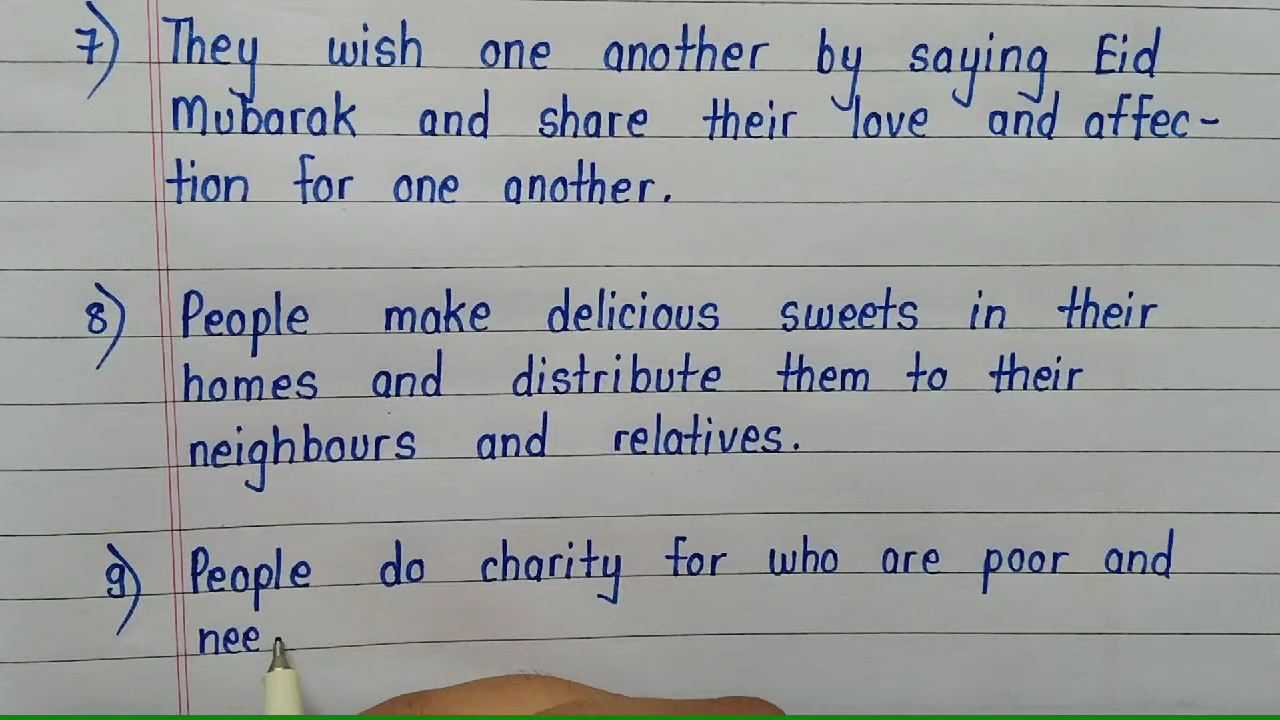 7) They wish one another by saying Eid
Mubarak and share their love and affec-
tion for one another.
8) People make delicious sweets in their
homes and distribute them to their
neighbours and relatives.
9) People do charity for who are poor and
nee